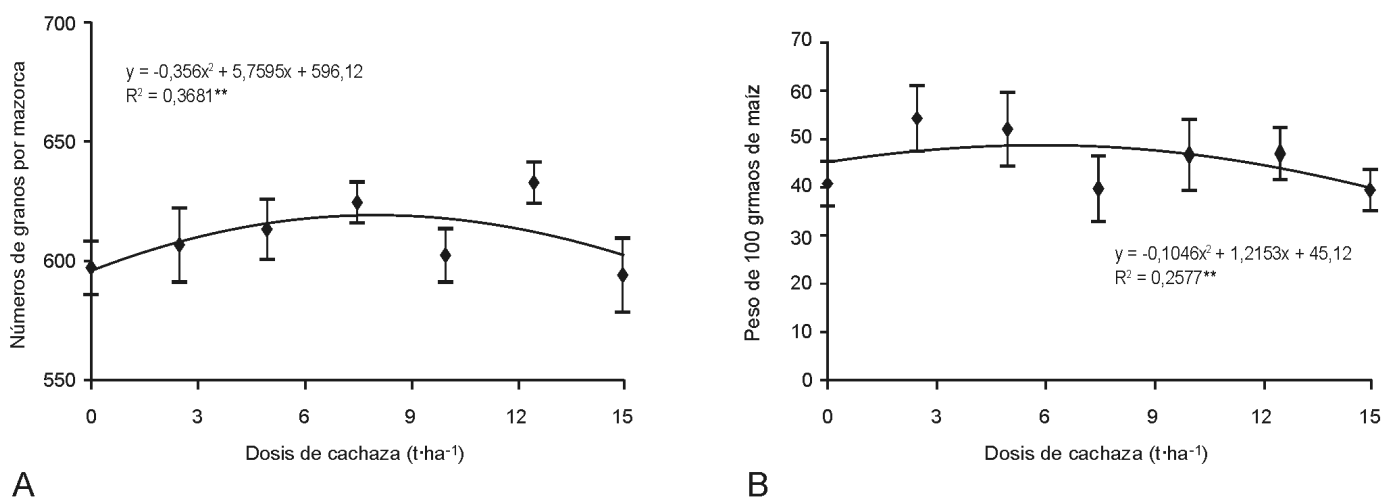 700
650
600
550
Números de granos por mazorca
y = -0,356x² + 5,7595x + 596,12
R² = 0,3681**
0 3 6 9 12 15
Dosis de cachaza (t·ha⁻¹)
A
70
60
50
40
30
20
10
0
Peso de 100 grmaos de maíz
y = -0,1046x² + 1,2153x + 45,12
R² = 0,2577**
0 3 6 9 12 15
Dosis de cachaza (t·ha⁻¹)
B